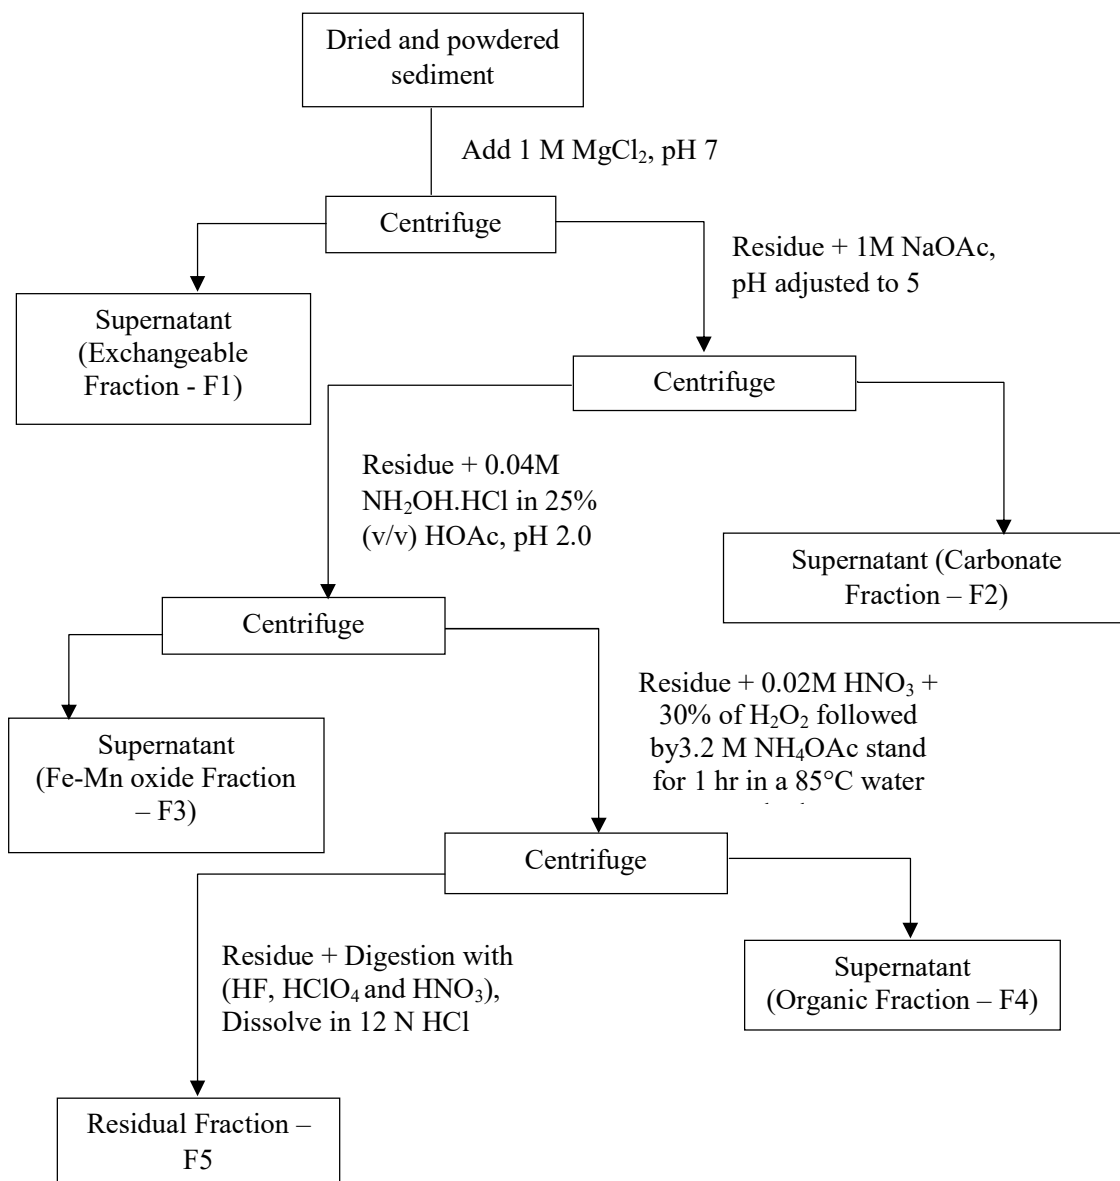 Dried and powdered
sediment
Add 1 M MgCl₂, pH 7
Centrifuge
Residue + 1M NaOAc,
pH adjusted to 5
Supernatant
(Exchangeable
Fraction - F1)
Centrifuge
Residue + 0.04M
NH₂OH.HCl in 25%
(v/v) HOAc, pH 2.0
Supernatant (Carbonate
Fraction – F2)
Centrifuge
Residue + 0.02M HNO₃ +
30% of H₂O₂ followed
by3.2 M NH₄OAc stand
for 1 hr in a 85°C water
Supernatant
(Fe-Mn oxide Fraction
– F3)
Centrifuge
Residue + Digestion with
(HF, HClO₄ and HNO₃),
Dissolve in 12 N HCl
Supernatant
(Organic Fraction – F4)
Residual Fraction –
F5